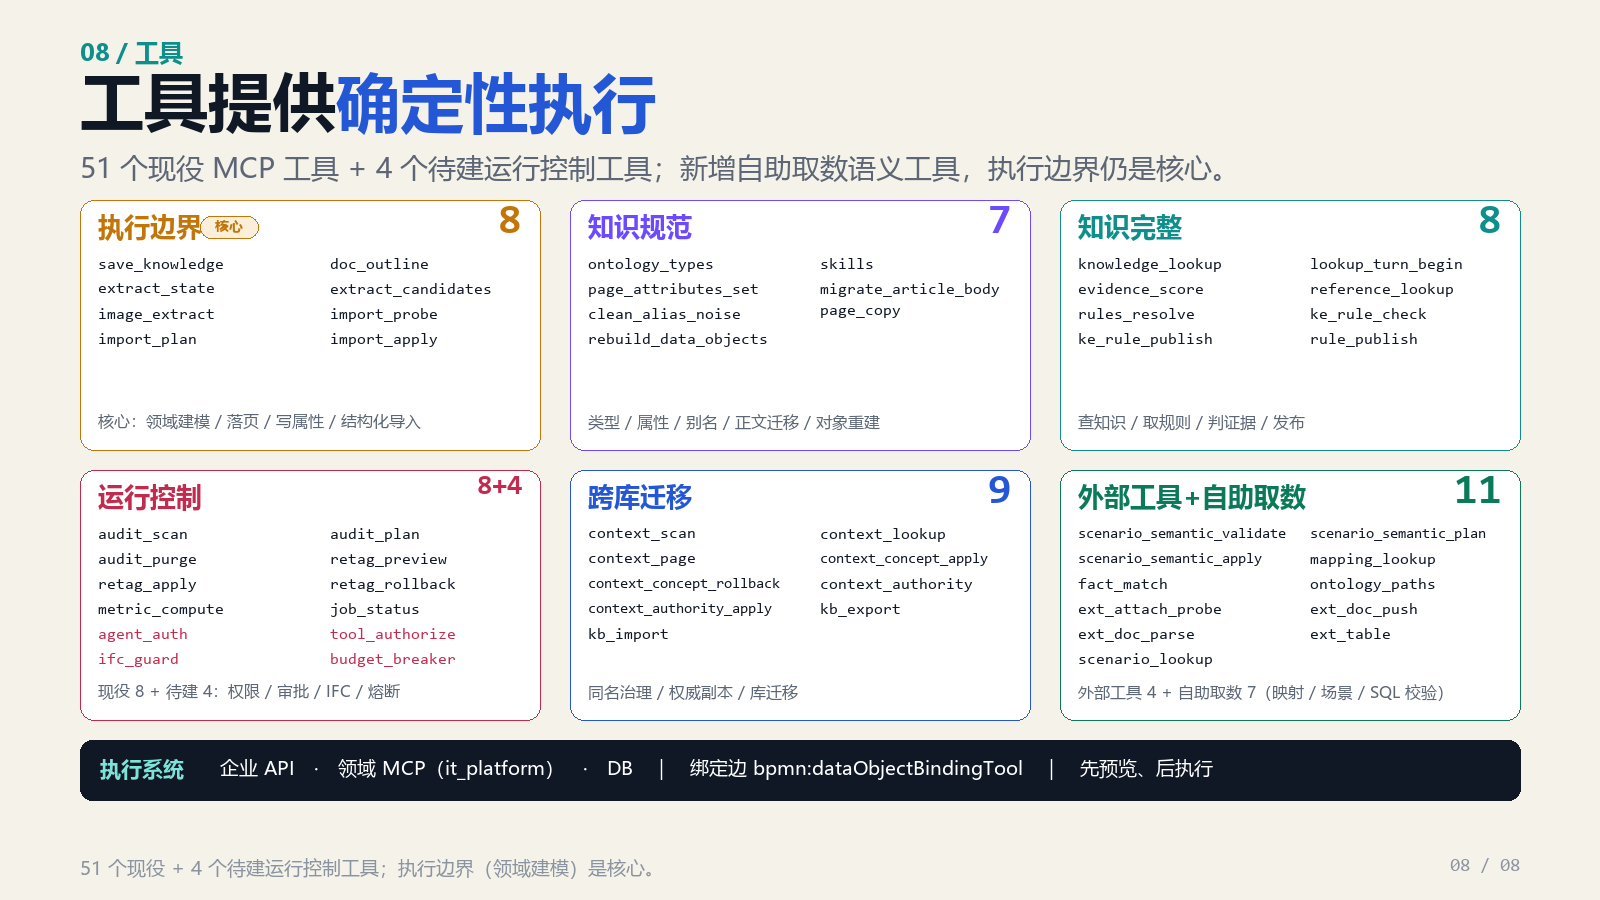 08 / 工具
工具提供确定性执行
51 个现役 MCP 工具 + 4 个待建运行控制工具；新增自助取数语义工具，执行边界仍是核心。
执行边界 核心 8
save_knowledge doc_outline
extract_state extract_candidates
image_extract import_probe
import_plan import_apply
核心：领域建模 / 落页 / 写属性 / 结构化导入
知识规范 7
ontology_types skills
page_attributes_set migrate_article_body
clean_alias_noise page_copy
rebuild_data_objects
类型 / 属性 / 别名 / 正文迁移 / 对象重建
知识完整 8
knowledge_lookup lookup_turn_begin
evidence_score reference_lookup
rules_resolve ke_rule_check
ke_rule_publish rule_publish
查知识 / 取规则 / 判证据 / 发布
运行控制 8+4
audit_scan audit_plan
audit_purge retag_preview
retag_apply retag_rollback
metric_compute job_status
agent_auth tool_authorize
ifc_guard budget_breaker
现役 8 + 待建 4：权限 / 审批 / IFC / 熔断
跨库迁移 9
context_scan context_lookup
context_page context_concept_apply
context_concept_rollback context_authority
context_authority_apply kb_export
kb_import
同名治理 / 权威副本 / 库迁移
外部工具+自助取数 11
scenario_semantic_validate scenario_semantic_plan
scenario_semantic_apply mapping_lookup
fact_match ontology_paths
ext_attach_probe ext_doc_push
ext_doc_parse ext_table
scenario_lookup
外部工具 4 + 自助取数 7（映射 / 场景 / SQL 校验）
执行系统 企业 API · 领域 MCP（it_platform） · DB | 绑定边 bpmn:dataObjectBindingTool | 先预览、后执行
51 个现役 + 4 个待建运行控制工具；执行边界（领域建模）是核心。
08 / 08